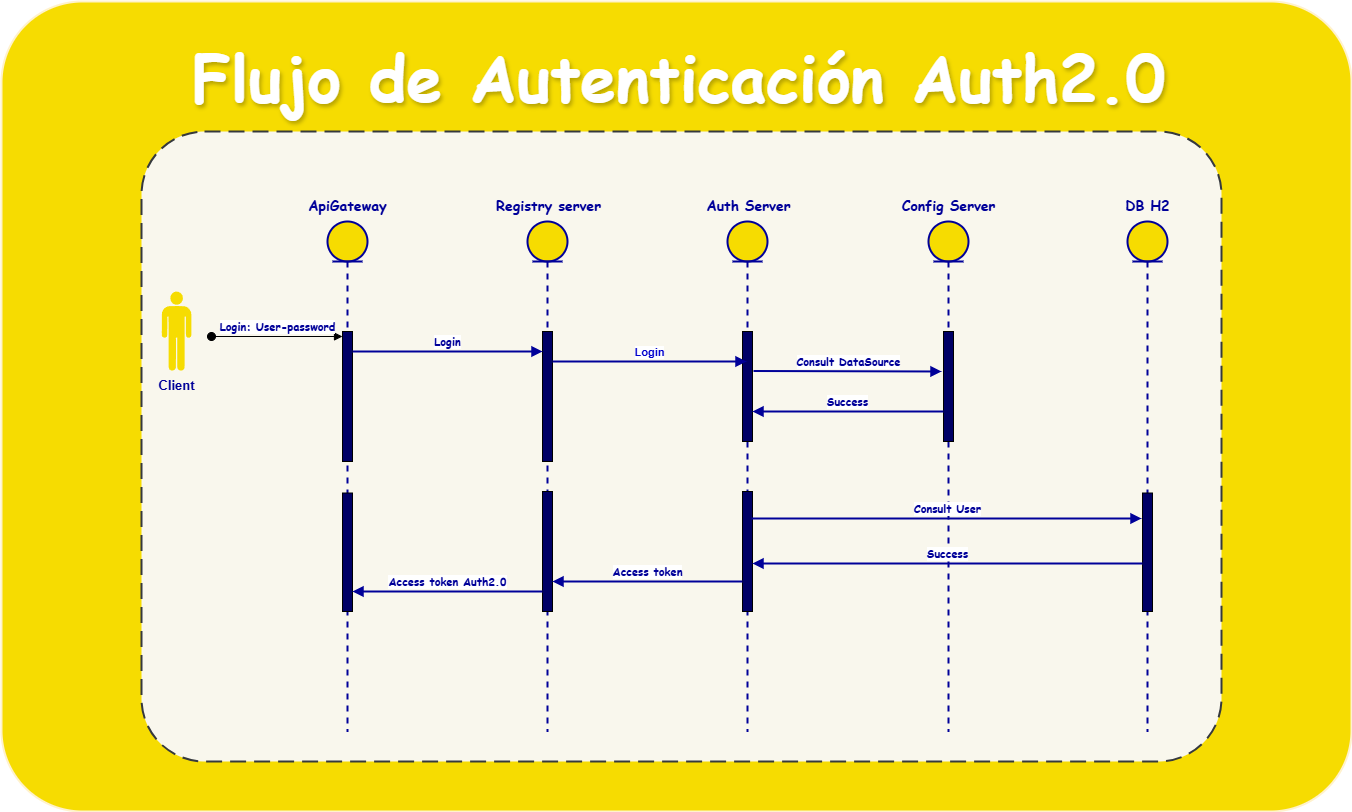 Flujo de Autenticación Auth2.0
ApiGateway
Registry server
Auth Server
Config Server
DB H2
Login: User-password
Login
Login
Consult DataSource
Client
Success
Consult User
Success
Access token
Access token Auth2.0